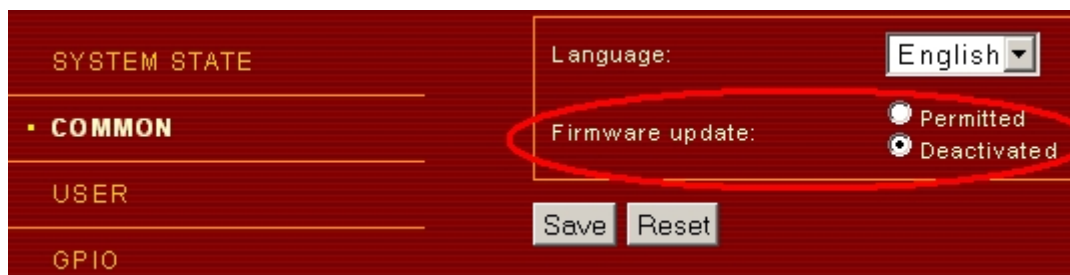 SYSTEM STATE
COMMON
USER
GPIO
Language:
English
Firmware update:
Permitted
Deactivated
Save
Reset